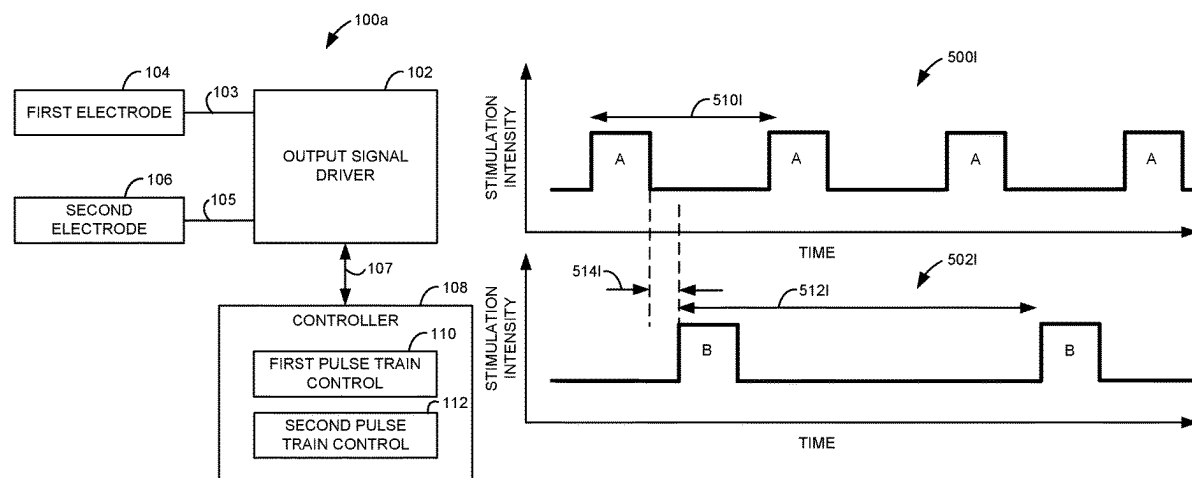 100a
104
FIRST ELECTRODE
103
102
OUTPUT SIGNAL
DRIVER
106
SECOND
ELECTRODE
105
107
108
CONTROLLER
110
FIRST PULSE TRAIN
CONTROL
112
SECOND PULSE
TRAIN CONTROL
500I
510I
STIMULATION
INTENSITY
A
A
A
A
TIME
502I
514I
512I
STIMULATION
INTENSITY
B
B
TIME